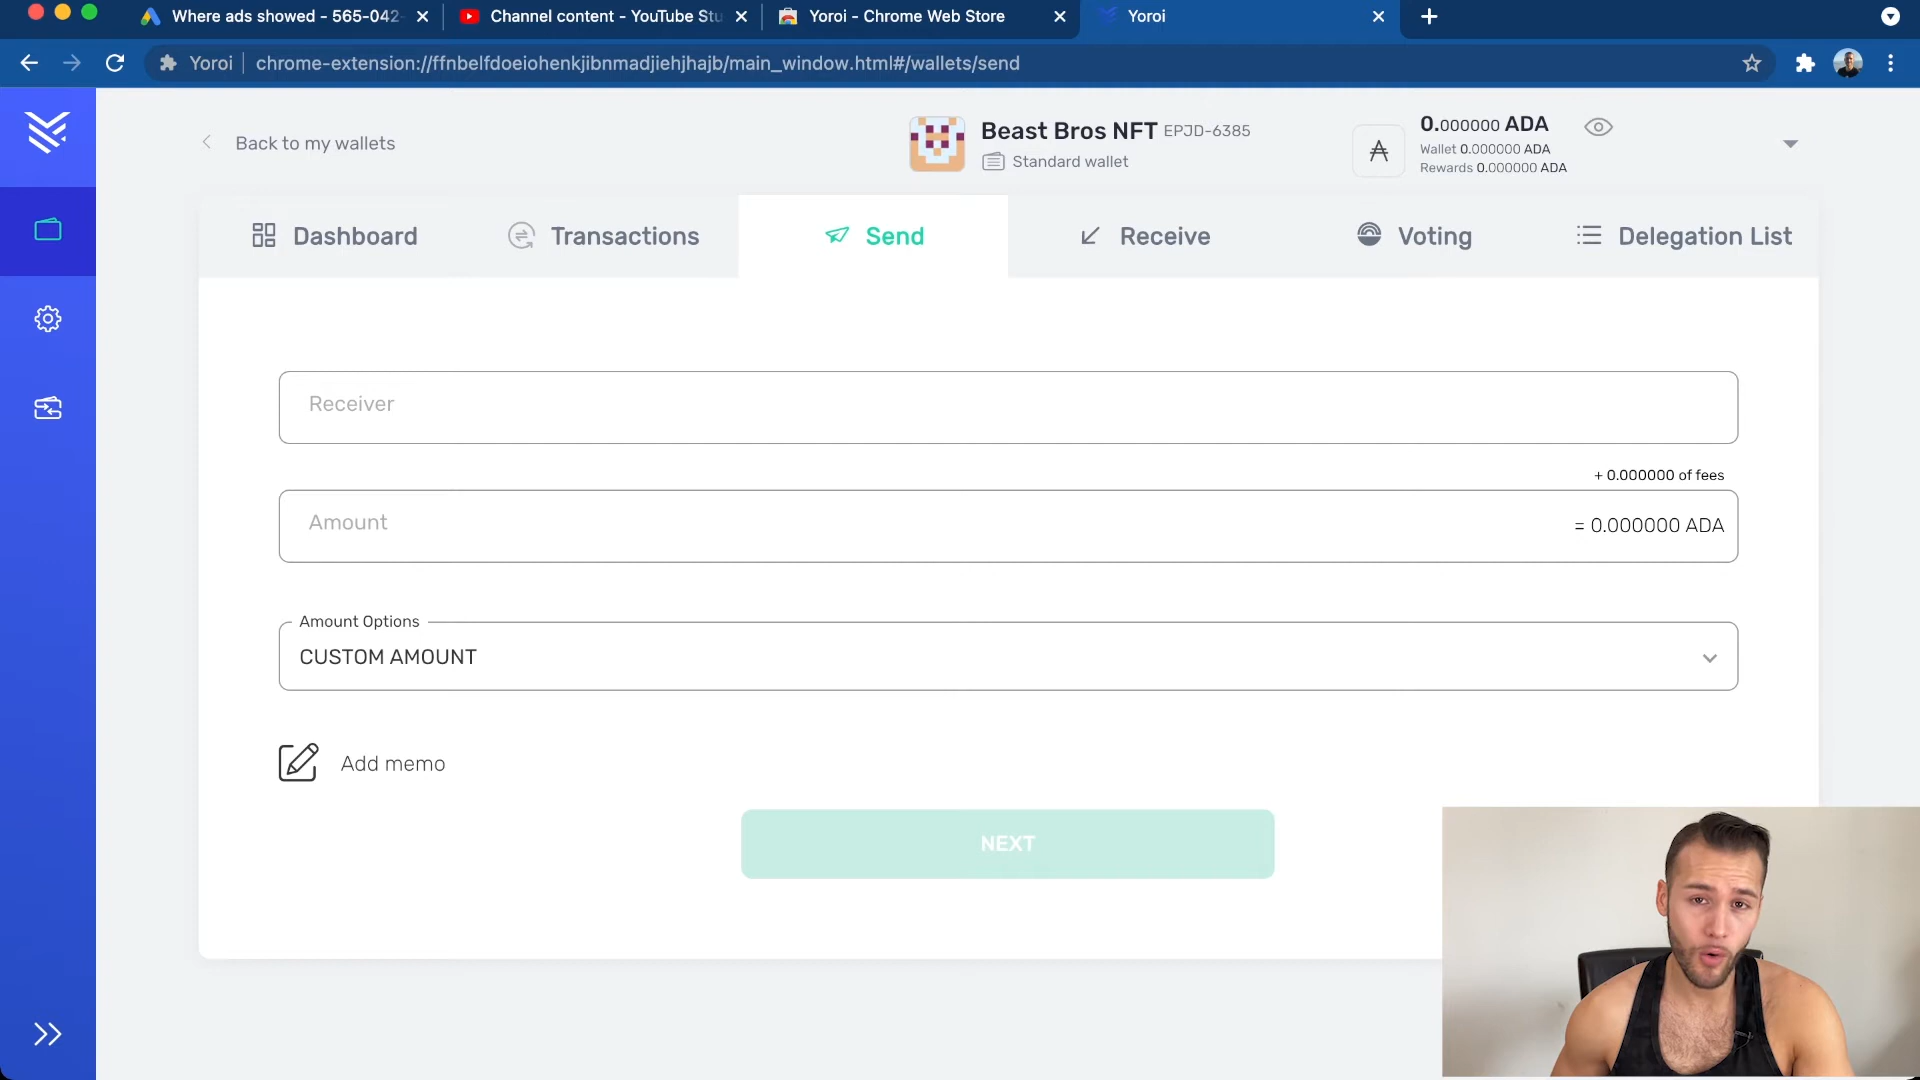 Where ads showed - 565-042-
Channel content - YouTube Stu
Yoroi - Chrome Web Store
Yoroi
Yoroi
chrome-extension://ffnbelfdoeiohenkjibnmadjiehjhajb/main_window.html#/wallets/send
Back to my wallets
Beast Bros NFT EPJD-6385
Standard wallet
0.000000 ADA
Wallet 0.000000 ADA
Rewards 0.000000 ADA
Dashboard
Transactions
Send
Receive
Voting
Delegation List
Receiver
+ 0.000000 of fees
Amount
= 0.000000 ADA
Amount Options
CUSTOM AMOUNT
Add memo
NEXT